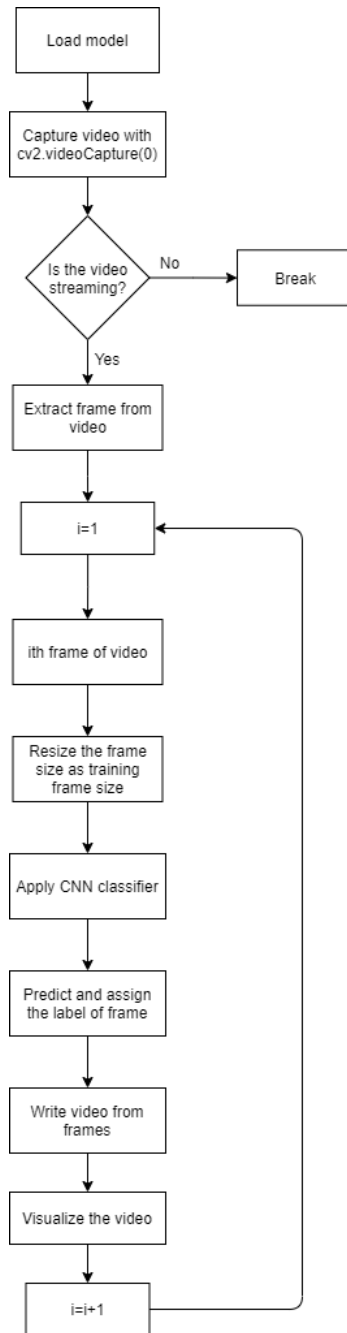 Load model
Capture video with
cv2.videoCapture(0)
Is the video
streaming?
No
Break
Yes
Extract frame from
video
i=1
ith frame of video
Resize the frame
size as training
frame size
Apply CNN classifier
Predict and assign
the label of frame
Write video from
frames
Visualize the video
i=i+1